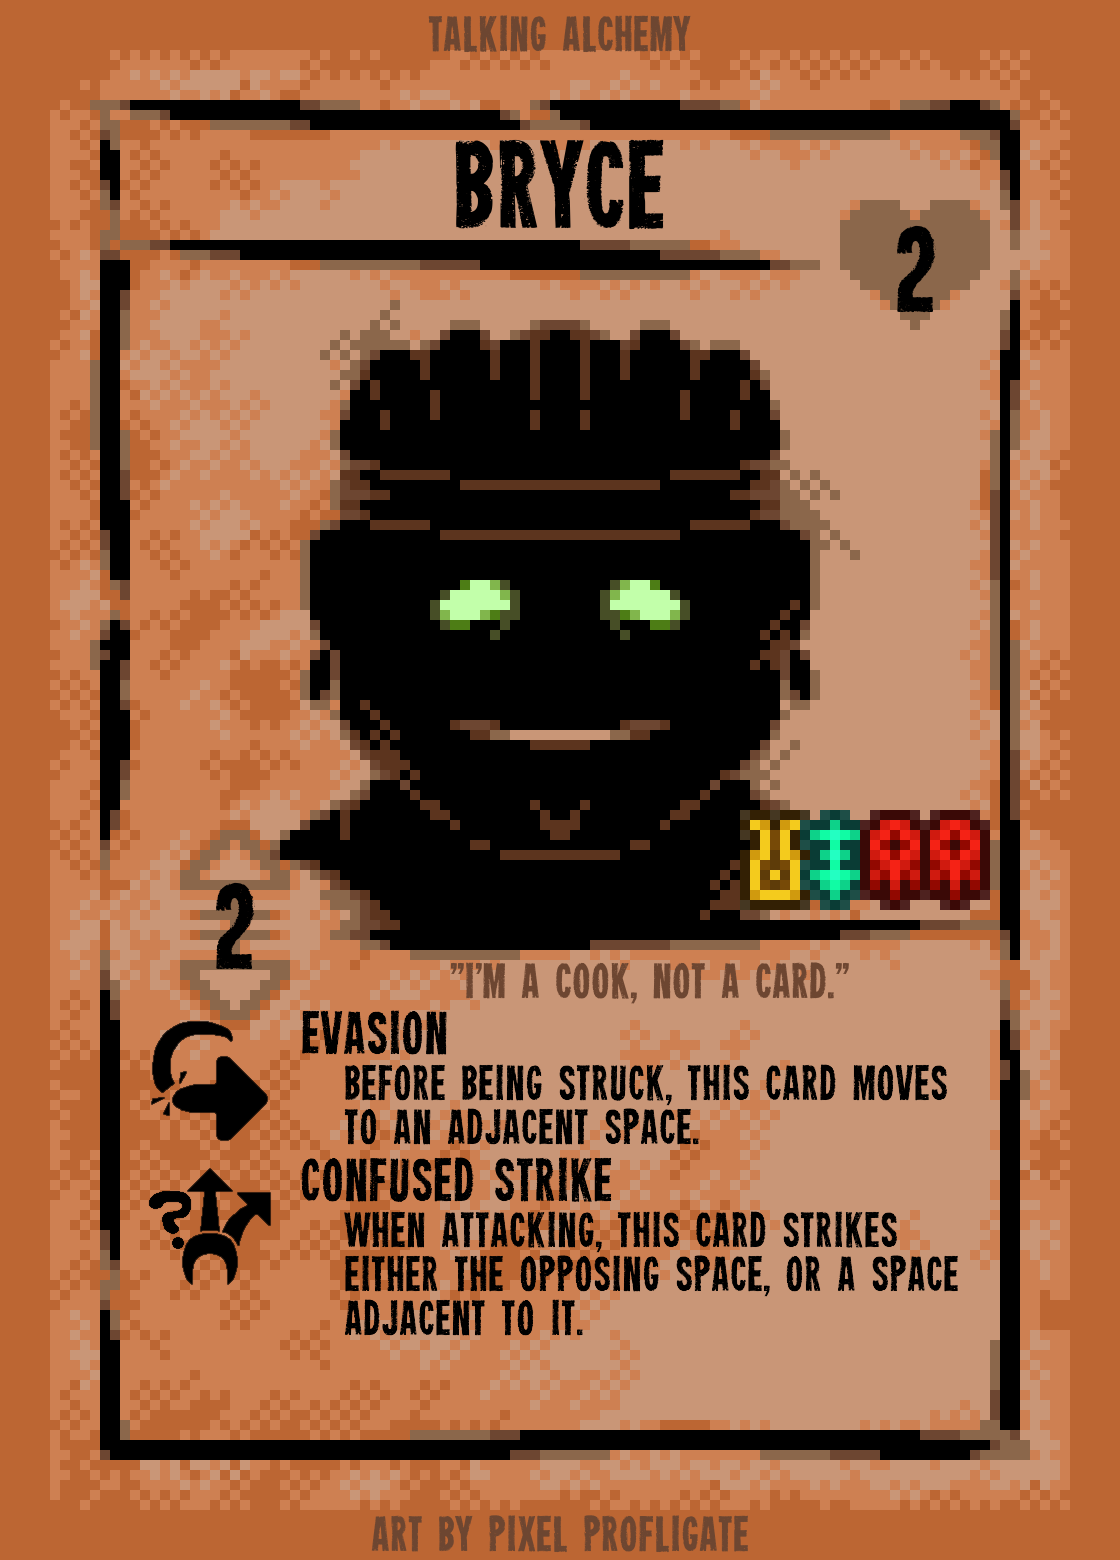 TALKING ALCHEMY
BRYCE
2
2
"I'M A COOK, NOT A CARD."
EVASION
BEFORE BEING STRUCK, THIS CARD MOVES
TO AN ADJACENT SPACE.
?
CONFUSED STRIKE
WHEN ATTACKING, THIS CARD STRIKES
EITHER THE OPPOSING SPACE, OR A SPACE
ADJACENT TO IT.
ART BY PIXEL PROFLIGATE